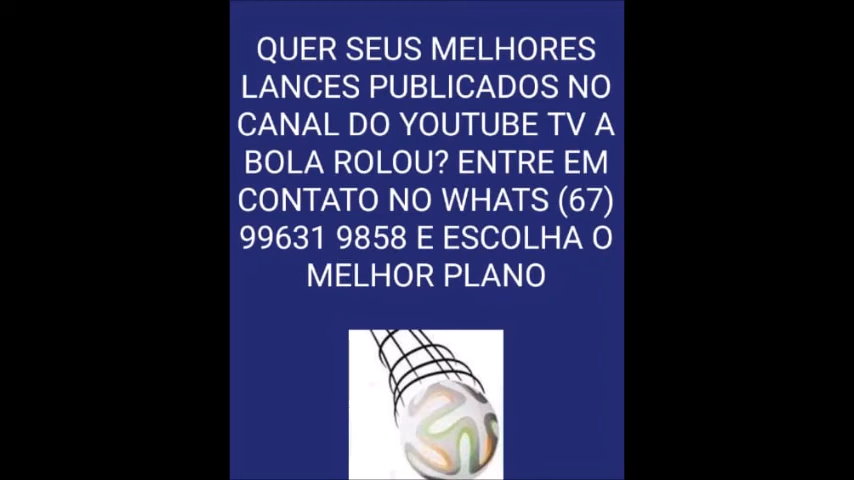 QUER SEUS MELHORES
LANCES PUBLICADOS NO
CANAL DO YOUTUBE TV A
BOLA ROLOU? ENTRE EM
CONTATO NO WHATS (67)
99631 9858 E ESCOLHA O
MELHOR PLANO